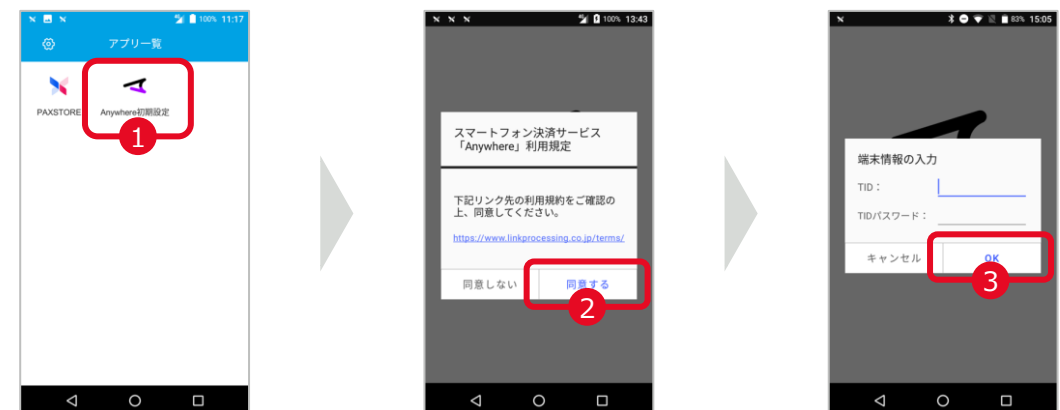 100% 11:17
アプリ一覧
PAXSTORE
Anywhere初期設定
1
100% 13:43
スマートフォン決済サービス
「Anywhere」利用規定
下記リンク先の利用規約をご確認の
上、同意してください。
https://www.linkprocessing.co.jp/terms/
同意しない
同意する
2
83% 15:05
端末情報の入力
TID：
TIDパスワード：
キャンセル
OK
3